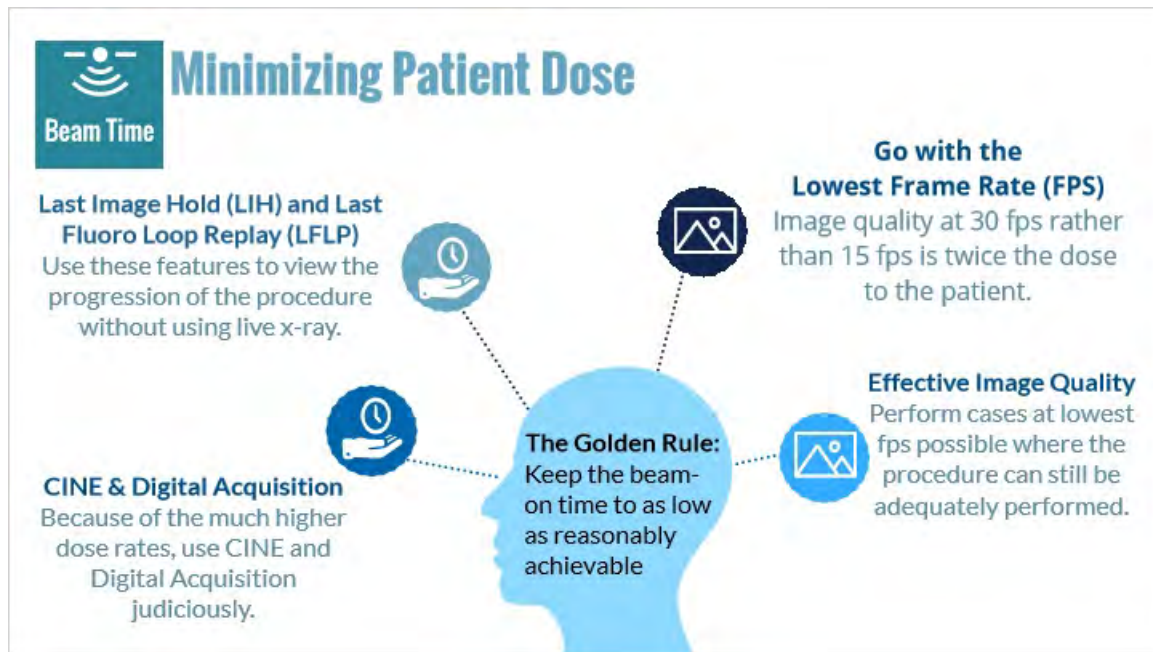 Minimizing Patient Dose
Beam Time
Last Image Hold (LIH) and Last
Fluoro Loop Replay (LFLP)
Use these features to view the
progression of the procedure
without using live x-ray.
Go with the
Lowest Frame Rate (FPS)
Image quality at 30 fps rather
than 15 fps is twice the dose
to the patient.
CINE & Digital Acquisition
Because of the much higher
dose rates, use CINE and
Digital Acquisition
judiciously.
The Golden Rule:
Keep the beam-
on time to as low
as reasonably
achievable
Effective Image Quality
Perform cases at lowest
fps possible where the
procedure can still be
adequately performed.